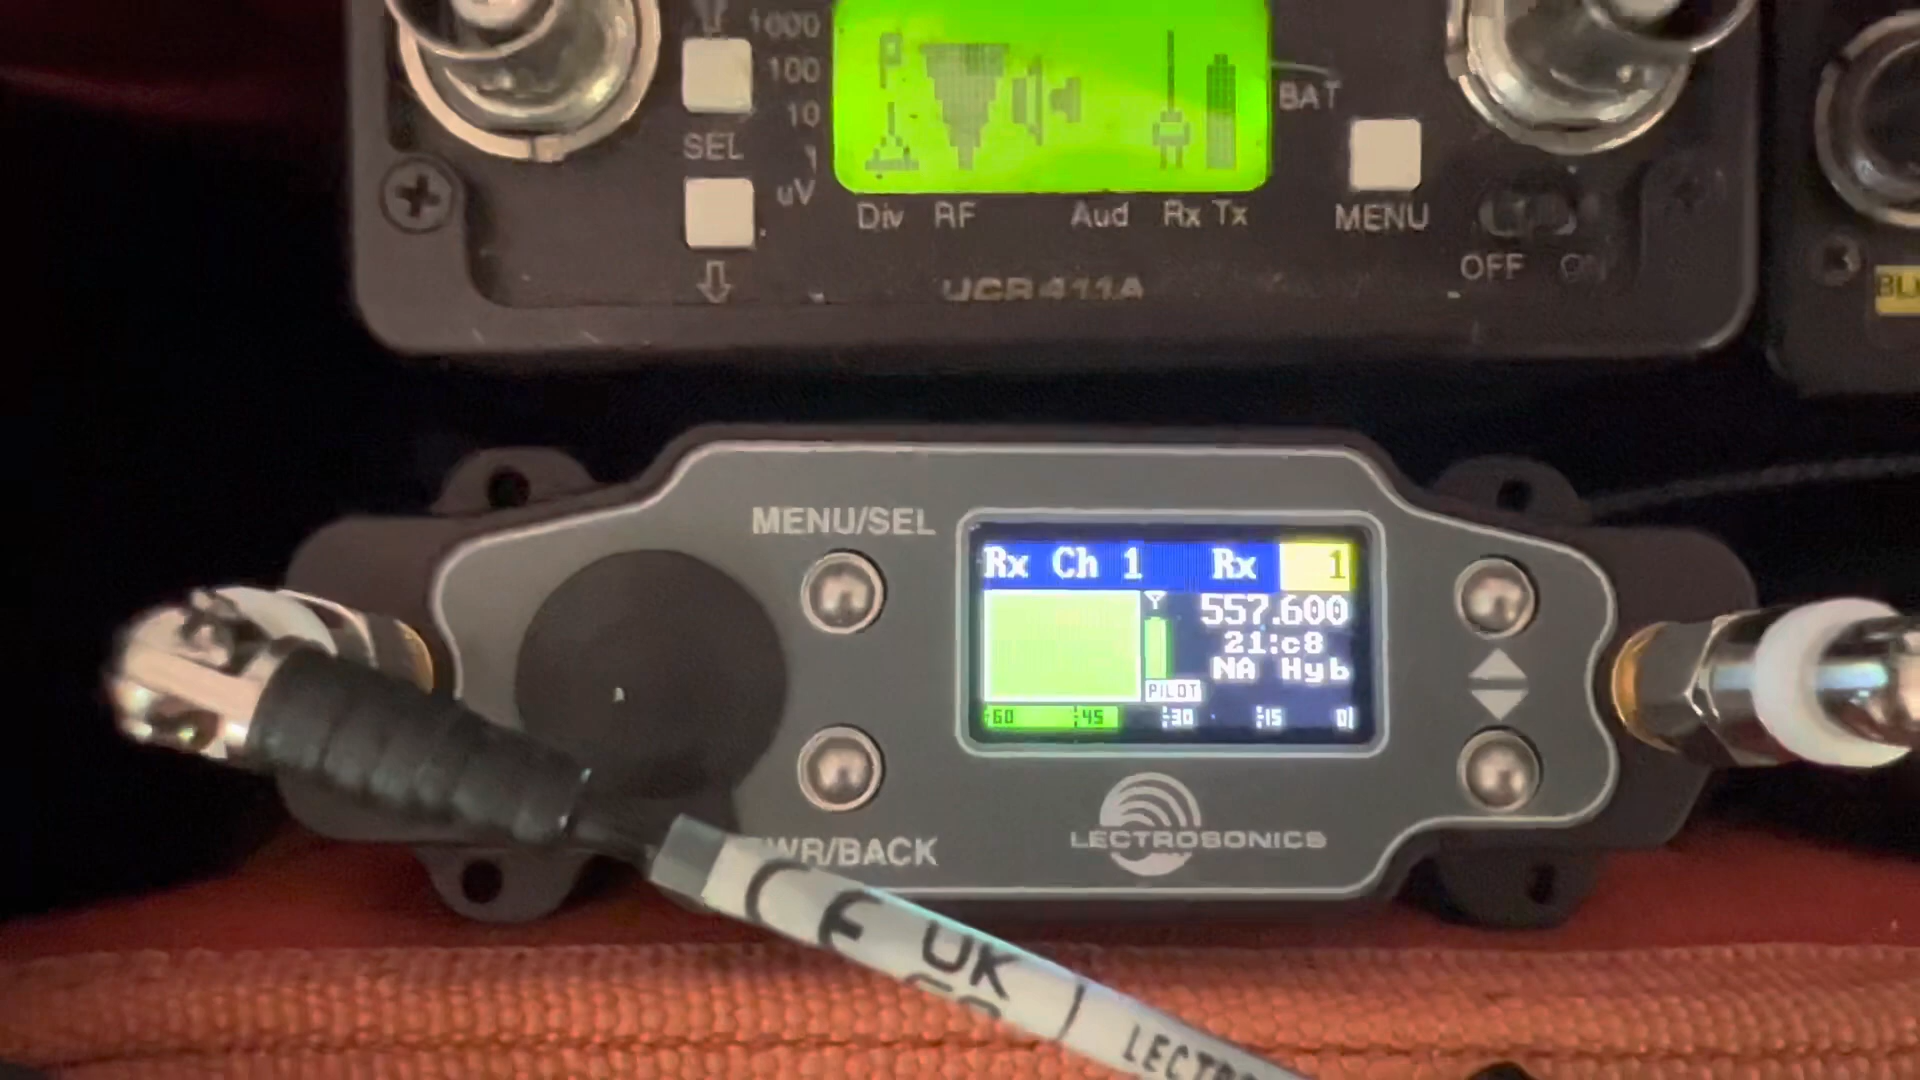 1000
100
10
1
uV
SEL
P
BAT
Div RF Aud Rx Tx
MENU
OFF ON
UCR411A
MENU/SEL
Rx Ch 1 Rx 1
557.600
21:c8
NA Hyb
PILOT
60 45 30 15 0
WR/BACK
LECTROSONICS
CE UK
LECTRO